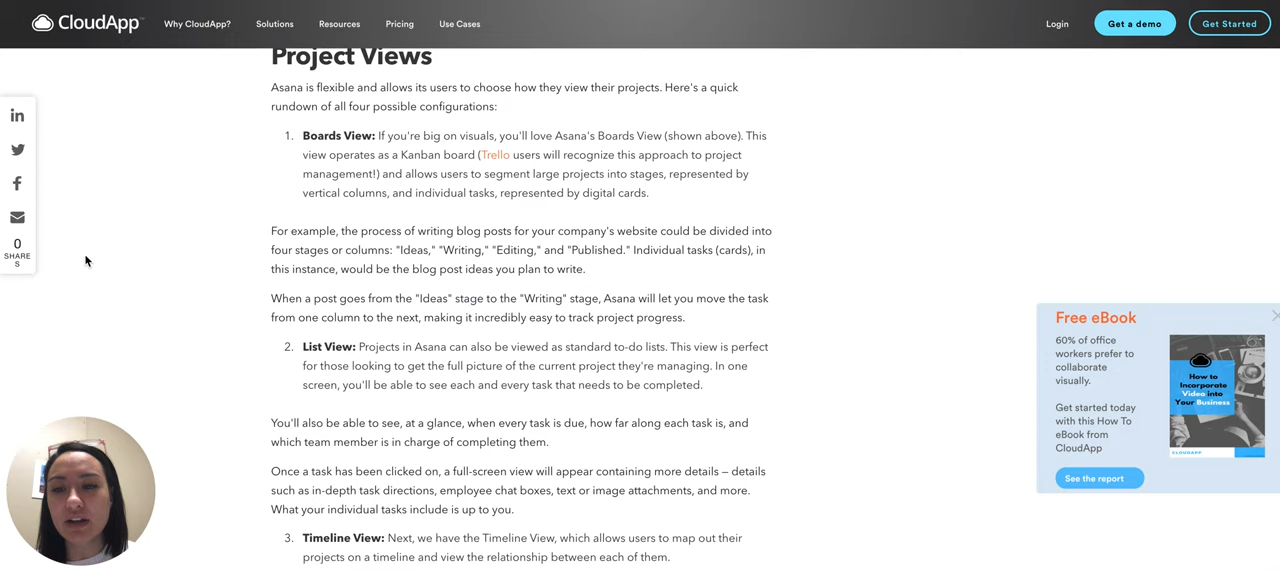 CloudApp™
Why CloudApp?
Solutions
Resources
Pricing
Use Cases
Login
Get a demo
Get Started
Project Views
Asana is flexible and allows its users to choose how they view their projects. Here's a quick
rundown of all four possible configurations:
1. Boards View: If you're big on visuals, you'll love Asana's Boards View (shown above). This
view operates as a Kanban board (Trello users will recognize this approach to project
management!) and allows users to segment large projects into stages, represented by
vertical columns, and individual tasks, represented by digital cards.
For example, the process of writing blog posts for your company's website could be divided into
four stages or columns: "Ideas," "Writing," "Editing," and "Published." Individual tasks (cards), in
this instance, would be the blog post ideas you plan to write.
When a post goes from the "Ideas" stage to the "Writing" stage, Asana will let you move the task
from one column to the next, making it incredibly easy to track project progress.
2. List View: Projects in Asana can also be viewed as standard to-do lists. This view is perfect
for those looking to get the full picture of the current project they're managing. In one
screen, you'll be able to see each and every task that needs to be completed.
You'll also be able to see, at a glance, when every task is due, how far along each task is, and
which team member is in charge of completing them.
Once a task has been clicked on, a full-screen view will appear containing more details – details
such as in-depth task directions, employee chat boxes, text or image attachments, and more.
What your individual tasks include is up to you.
3. Timeline View: Next, we have the Timeline View, which allows users to map out their
projects on a timeline and view the relationship between each of them.
0
SHARE
S
Free eBook
60% of office
workers prefer to
collaborate
visually.
Get started today
with this How To
eBook from
CloudApp
See the report
How to
Incorporate
Video into
Your Business
CLOUDAPP